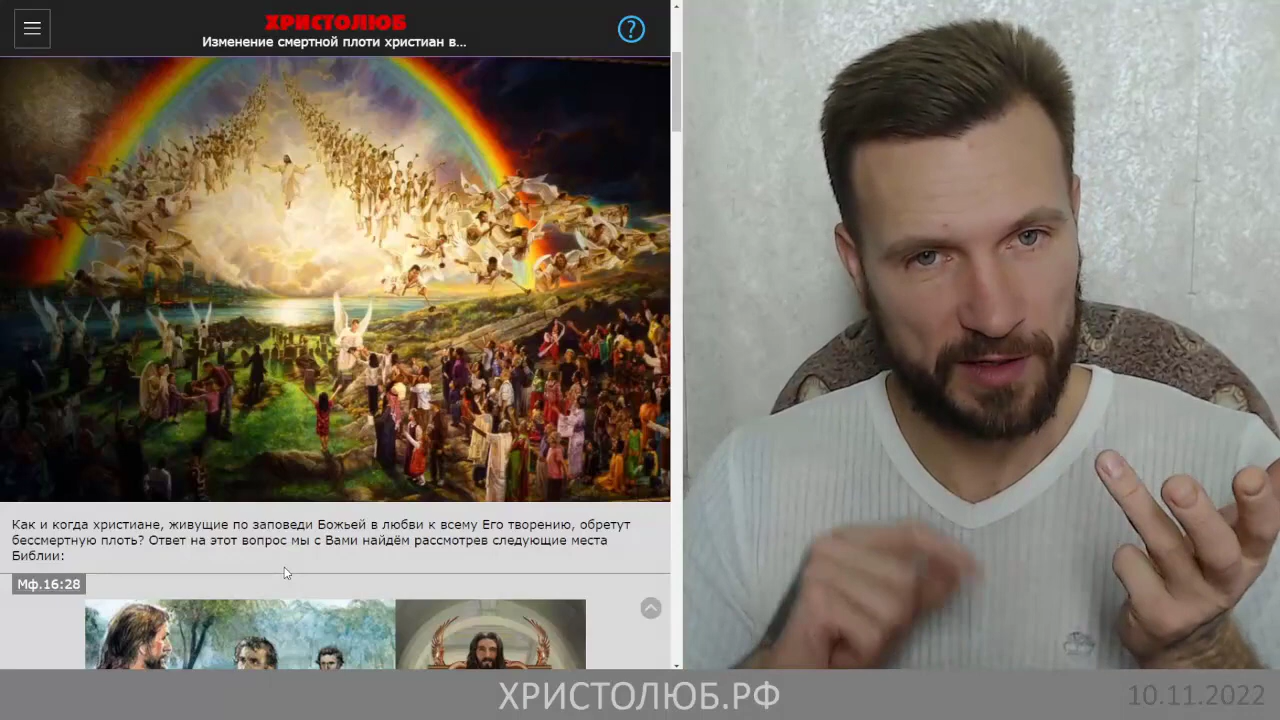 ХРИСТОЛЮБ
Изменение смертной плоти христиан в...
?
Как и когда христиане, живущие по заповеди Божьей в любви к всему Его творению, обретут
бессмертную плоть? Ответ на этот вопрос мы с Вами найдём рассмотрев следующие места
Библии:
Мф.16:28
ХРИСТОЛЮБ.РФ
10.11.2022